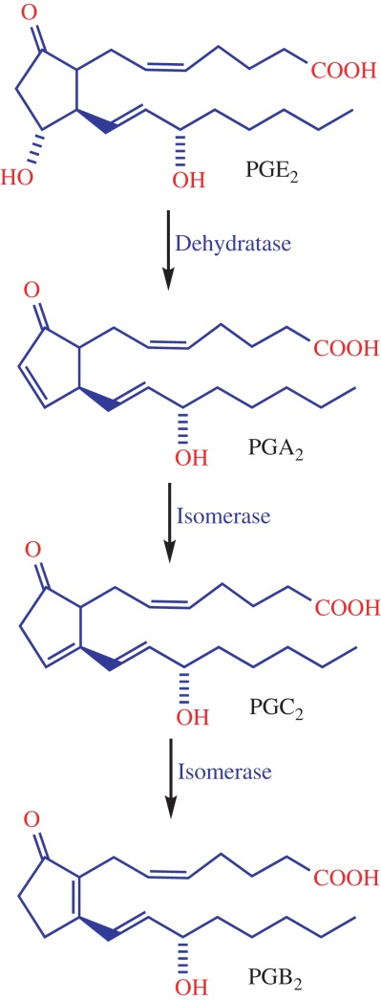 O
COOH
HO
OH
PGE₂
Dehydratase
O
COOH
OH
PGA₂
Isomerase
O
COOH
OH
PGC₂
Isomerase
O
COOH
OH
PGB₂